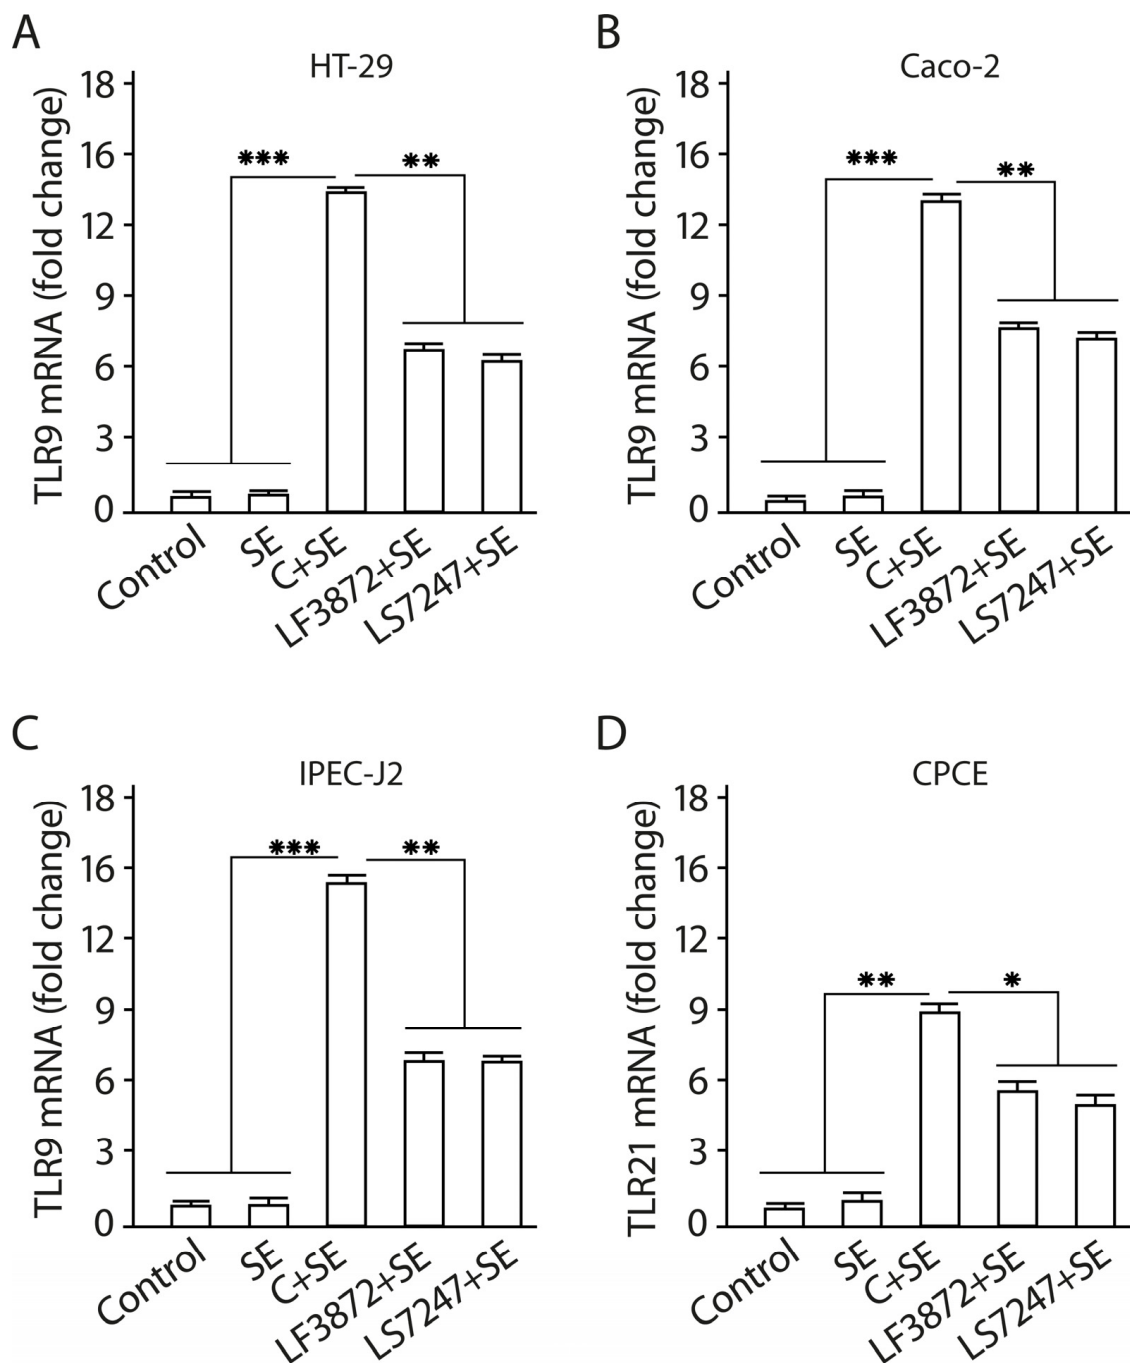 A
HT-29
TLR9 mRNA (fold change)
18
16
12
9
6
3
0
***
**
Control
SE
C+SE
LF3872+SE
LS7247+SE
B
Caco-2
TLR9 mRNA (fold change)
18
16
12
9
6
3
0
***
**
Control
SE
C+SE
LF3872+SE
LS7247+SE
C
IPEC-J2
TLR9 mRNA (fold change)
18
16
12
9
6
3
0
***
**
Control
SE
C+SE
LF3872+SE
LS7247+SE
D
CPCE
TLR21 mRNA (fold change)
18
16
12
9
6
3
0
**
*
Control
SE
C+SE
LF3872+SE
LS7247+SE